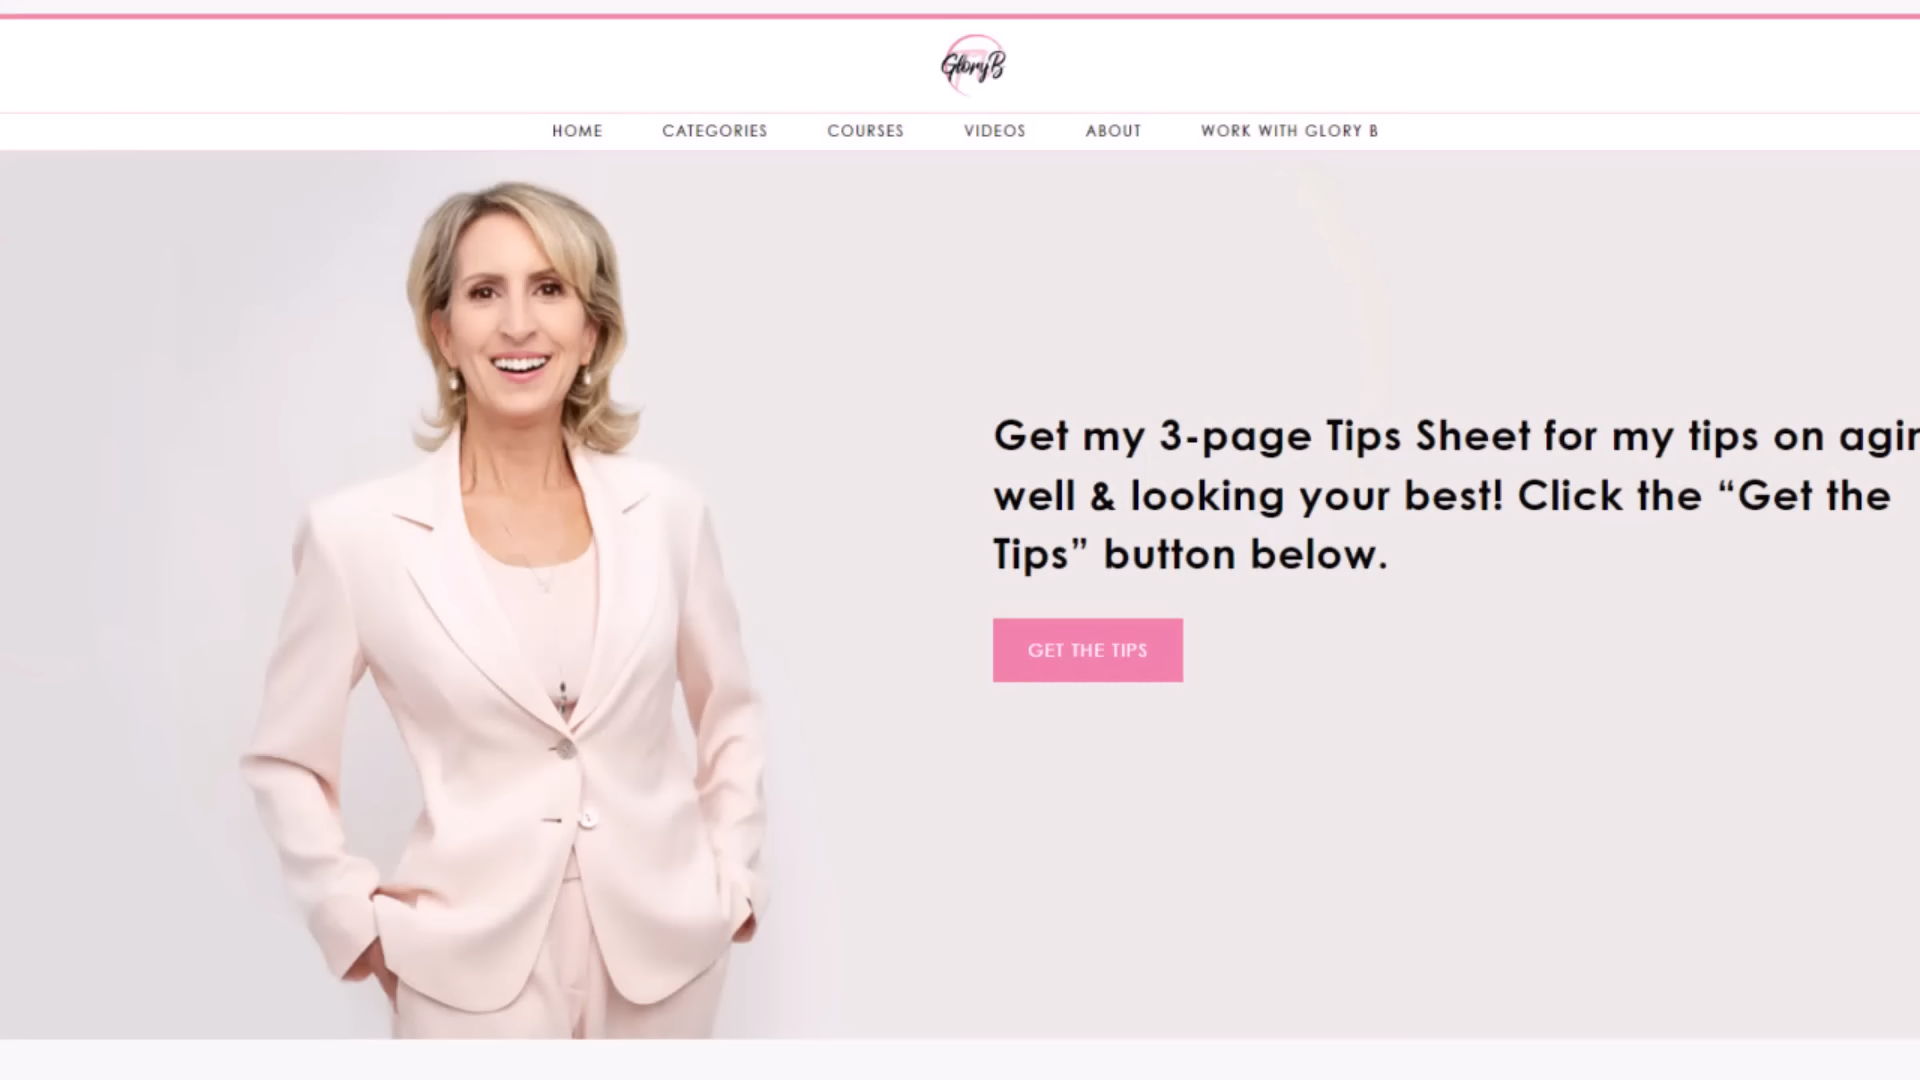 Glory B
HOME CATEGORIES COURSES VIDEOS ABOUT WORK WITH GLORY B
Get my 3-page Tips Sheet for my tips on agin
well & looking your best! Click the “Get the
Tips” button below.
GET THE TIPS